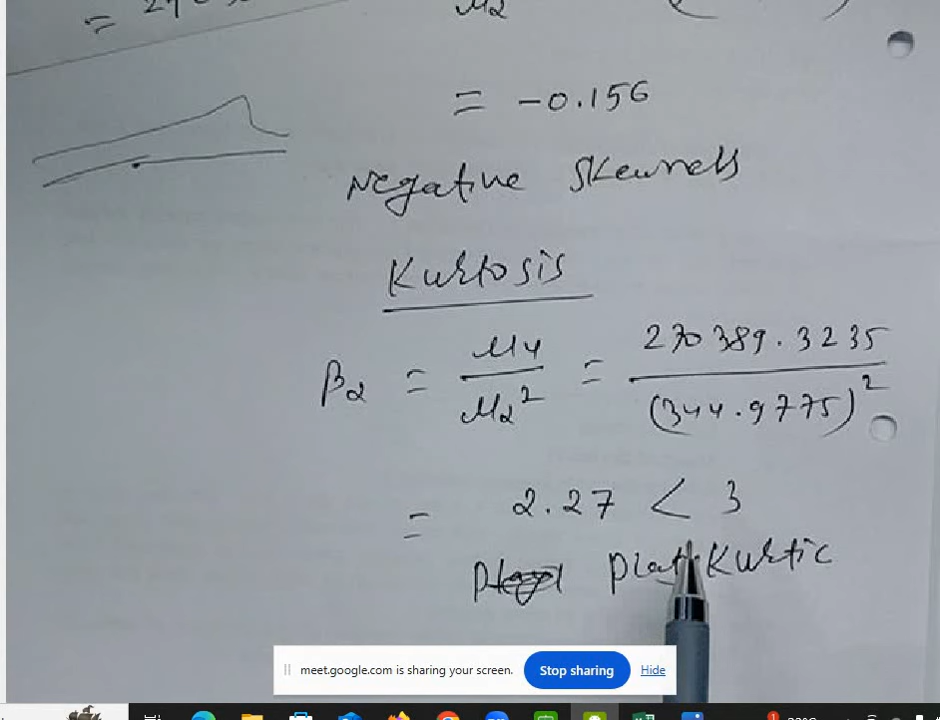 =
= -0.156
Negative Skewness
Kurtosis
β2 = μ4 / μ2² = 270389.3235 / (344.9775)²
= 2.27 < 3
Platykurtic
meet.google.com is sharing your screen. Stop sharing Hide